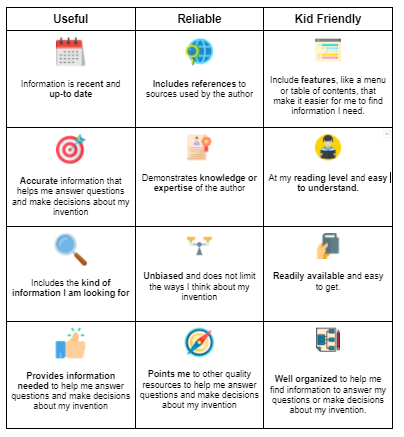 Useful
Reliable
Kid Friendly
Information is recent and
up-to date
Includes references to
sources used by the author
Include features, like a menu
or table of contents, that
make it easier for me to find
information I need.
Accurate information that
helps me answer questions
and make decisions about my
invention
Demonstrates knowledge or
expertise of the author
At my reading level and easy
to understand.
Includes the kind of
information I am looking for
Unbiased and does not limit
the ways I think about my
invention
Readily available and easy
to get.
Provides information
needed to help me answer
questions and make decisions
about my invention
Points me to other quality
resources to help me answer
questions and make decisions
about my invention
Well organized to help me
find information to answer my
questions or make decisions
about my invention.